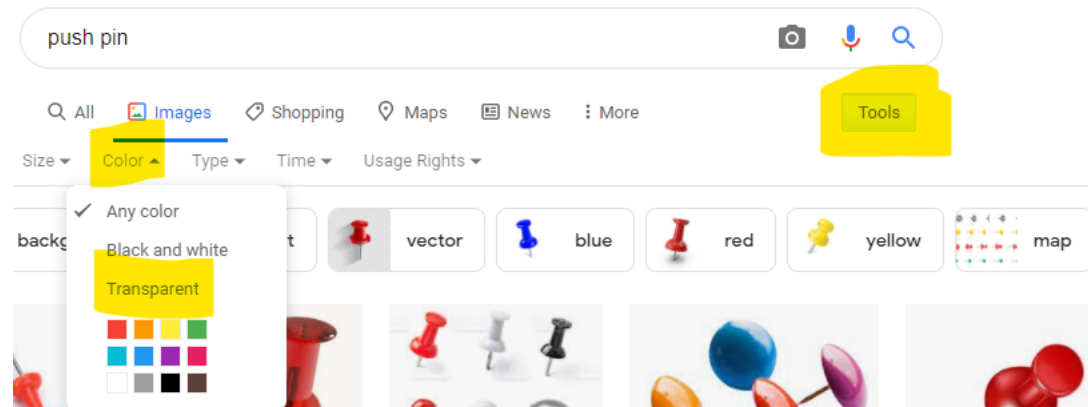 push pin
All Images Shopping Maps News More
Tools
Size Color Type Time Usage Rights
Any color
Black and white
Transparent
vector blue red yellow map